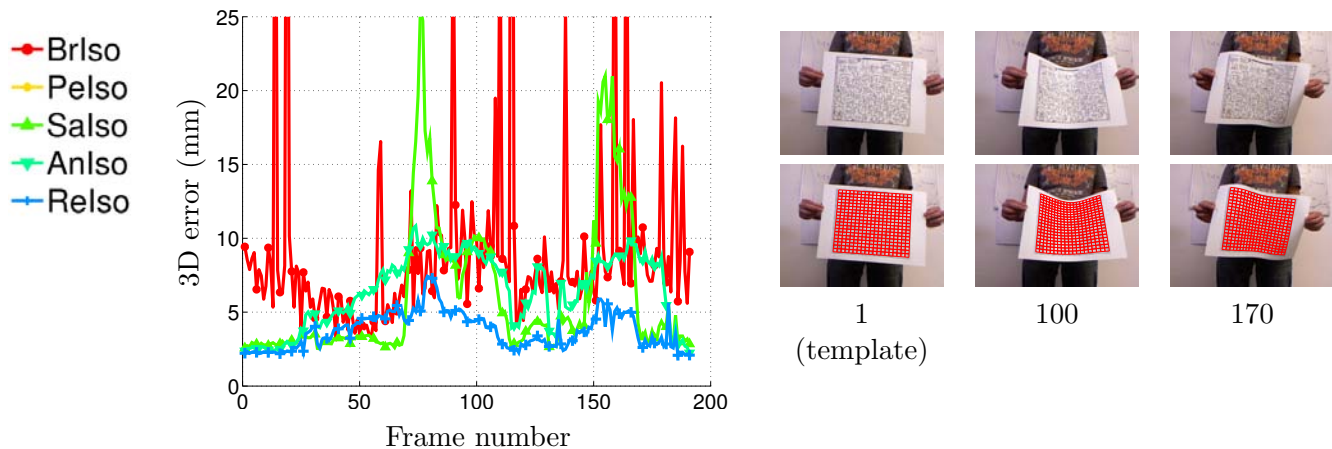 BrIso
PeIso
SaIso
AnIso
ReIso
3D error (mm)
25
20
15
10
5
0
0 50 100 150 200
Frame number
1 100 170
(template)